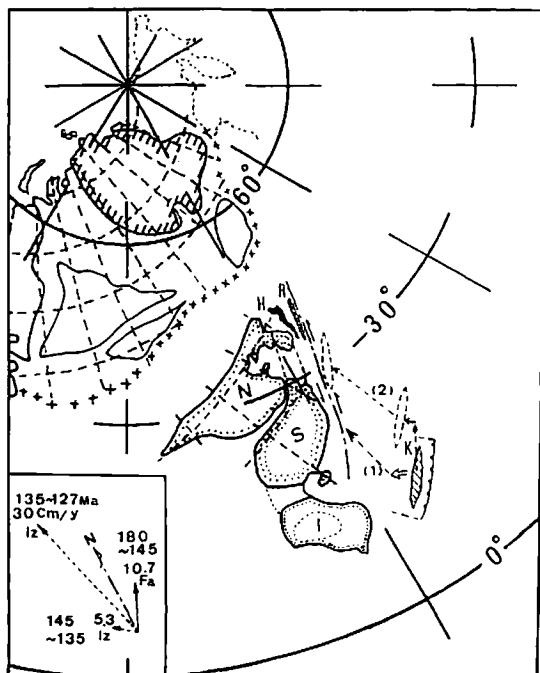 60°
-30°
0°
H
R
N
S
I
K
(2)
(1)
135~127Ma
30Cm/y
Iz
N
180
~145
10.7
Fa
5.3
145
Iz
~135